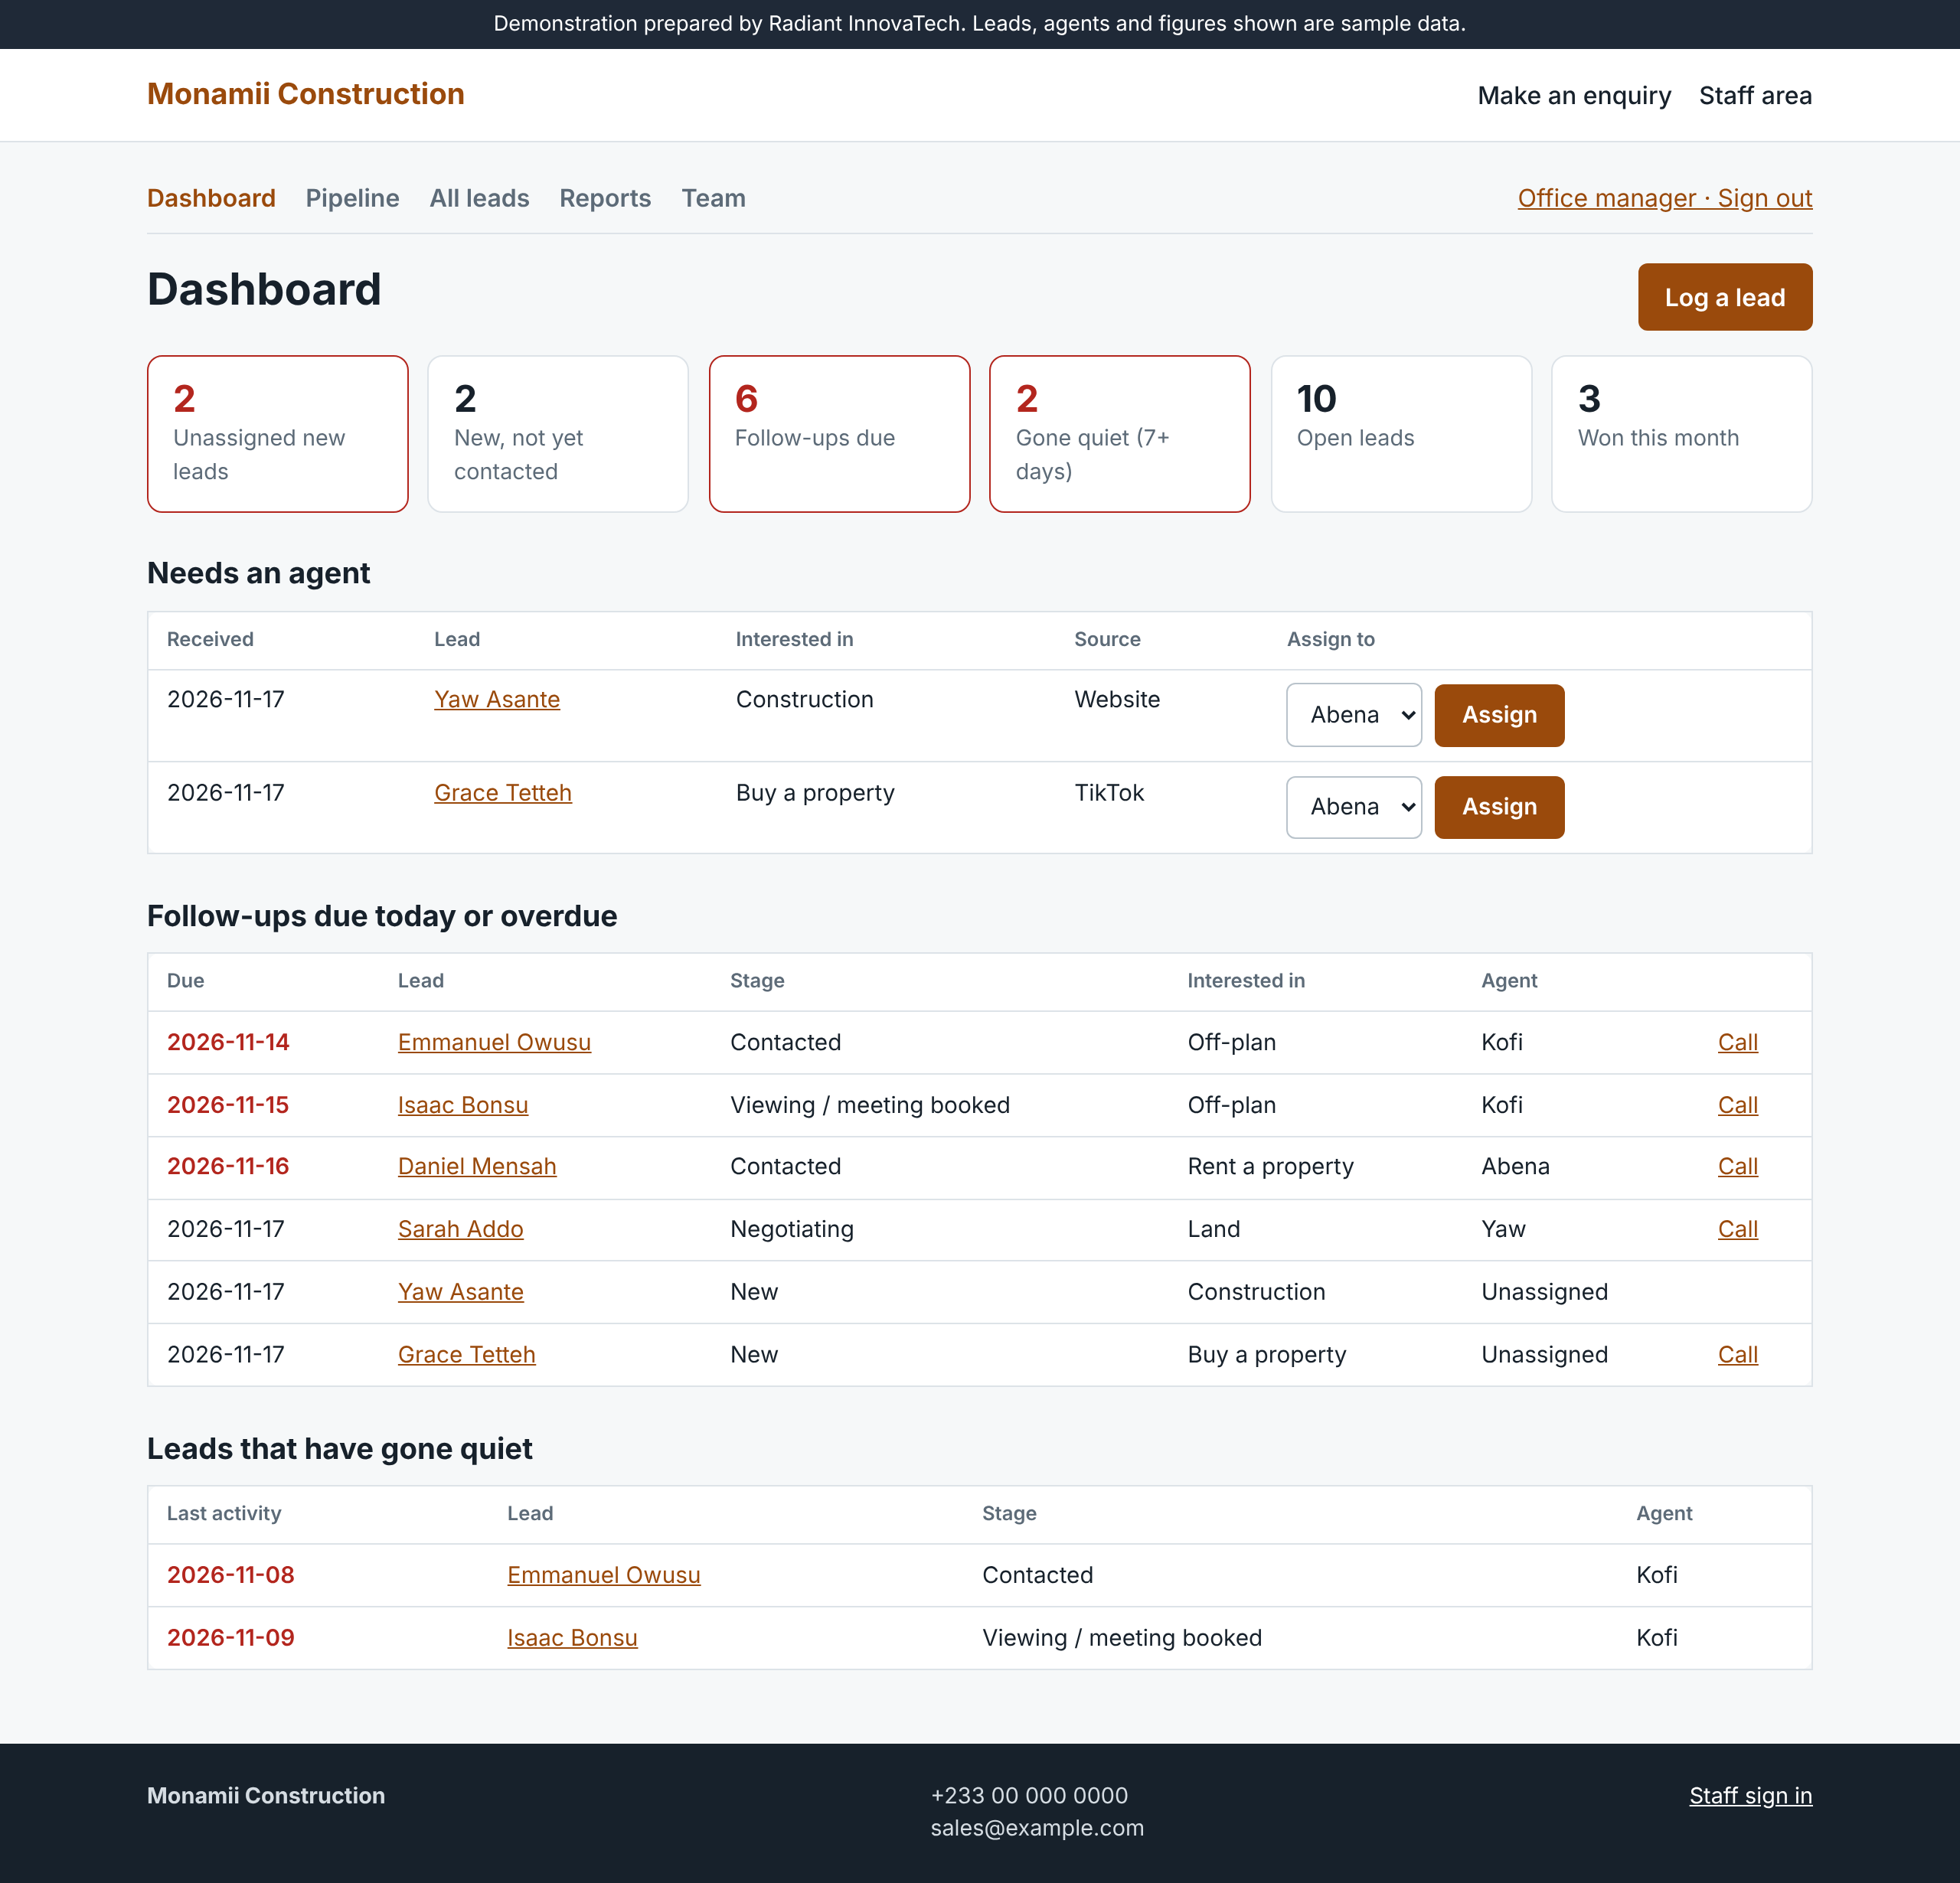 Demonstration prepared by Radiant InnovaTech. Leads, agents and figures shown are sample data.
Monamii Construction
Make an enquiry Staff area
Dashboard Pipeline All leads Reports Team
Office manager · Sign out
Dashboard
Log a lead
2
Unassigned new
leads
2
New, not yet
contacted
6
Follow-ups due
2
Gone quiet (7+
days)
10
Open leads
3
Won this month
Needs an agent
Received Lead Interested in Source Assign to
2026-11-17 Yaw Asante Construction Website Abena Assign
2026-11-17 Grace Tetteh Buy a property TikTok Abena Assign
Follow-ups due today or overdue
Due Lead Stage Interested in Agent
2026-11-14 Emmanuel Owusu Contacted Off-plan Kofi Call
2026-11-15 Isaac Bonsu Viewing / meeting booked Off-plan Kofi Call
2026-11-16 Daniel Mensah Contacted Rent a property Abena Call
2026-11-17 Sarah Addo Negotiating Land Yaw Call
2026-11-17 Yaw Asante New Construction Unassigned
2026-11-17 Grace Tetteh New Buy a property Unassigned Call
Leads that have gone quiet
Last activity Lead Stage Agent
2026-11-08 Emmanuel Owusu Contacted Kofi
2026-11-09 Isaac Bonsu Viewing / meeting booked Kofi
Monamii Construction
+233 00 000 0000
sales@example.com
Staff sign in